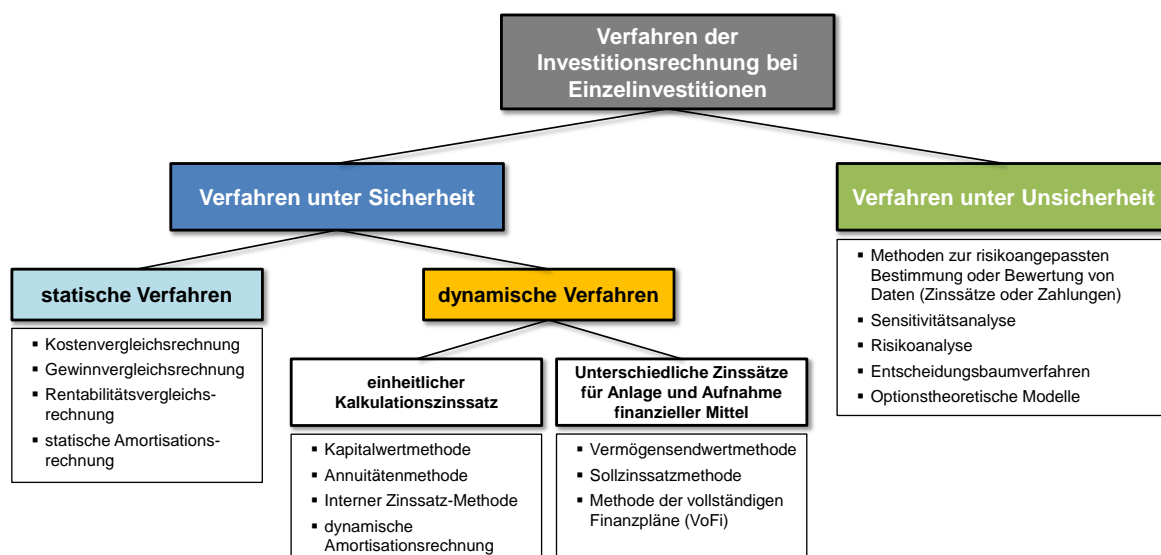 Verfahren der
Investitionsrechnung bei
Einzelinvestitionen
Verfahren unter Sicherheit
Verfahren unter Unsicherheit
▪ Methoden zur risikoangepassten
Bestimmung oder Bewertung von
Daten (Zinssätze oder Zahlungen)
▪ Sensitivitätsanalyse
▪ Risikoanalyse
▪ Entscheidungsbaumverfahren
▪ Optionstheoretische Modelle
statische Verfahren
▪ Kostenvergleichsrechnung
▪ Gewinnvergleichsrechnung
▪ Rentabilitätsvergleichs-
rechnung
▪ statische Amortisations-
rechnung
dynamische Verfahren
einheitlicher
Kalkulationszinssatz
▪ Kapitalwertmethode
▪ Annuitätenmethode
▪ Interner Zinssatz-Methode
▪ dynamische
Amortisationsrechnung
Unterschiedliche Zinssätze
für Anlage und Aufnahme
finanzieller Mittel
▪ Vermögensendwertmethode
▪ Sollzinssatzmethode
▪ Methode der vollständigen
Finanzpläne (VoFi)